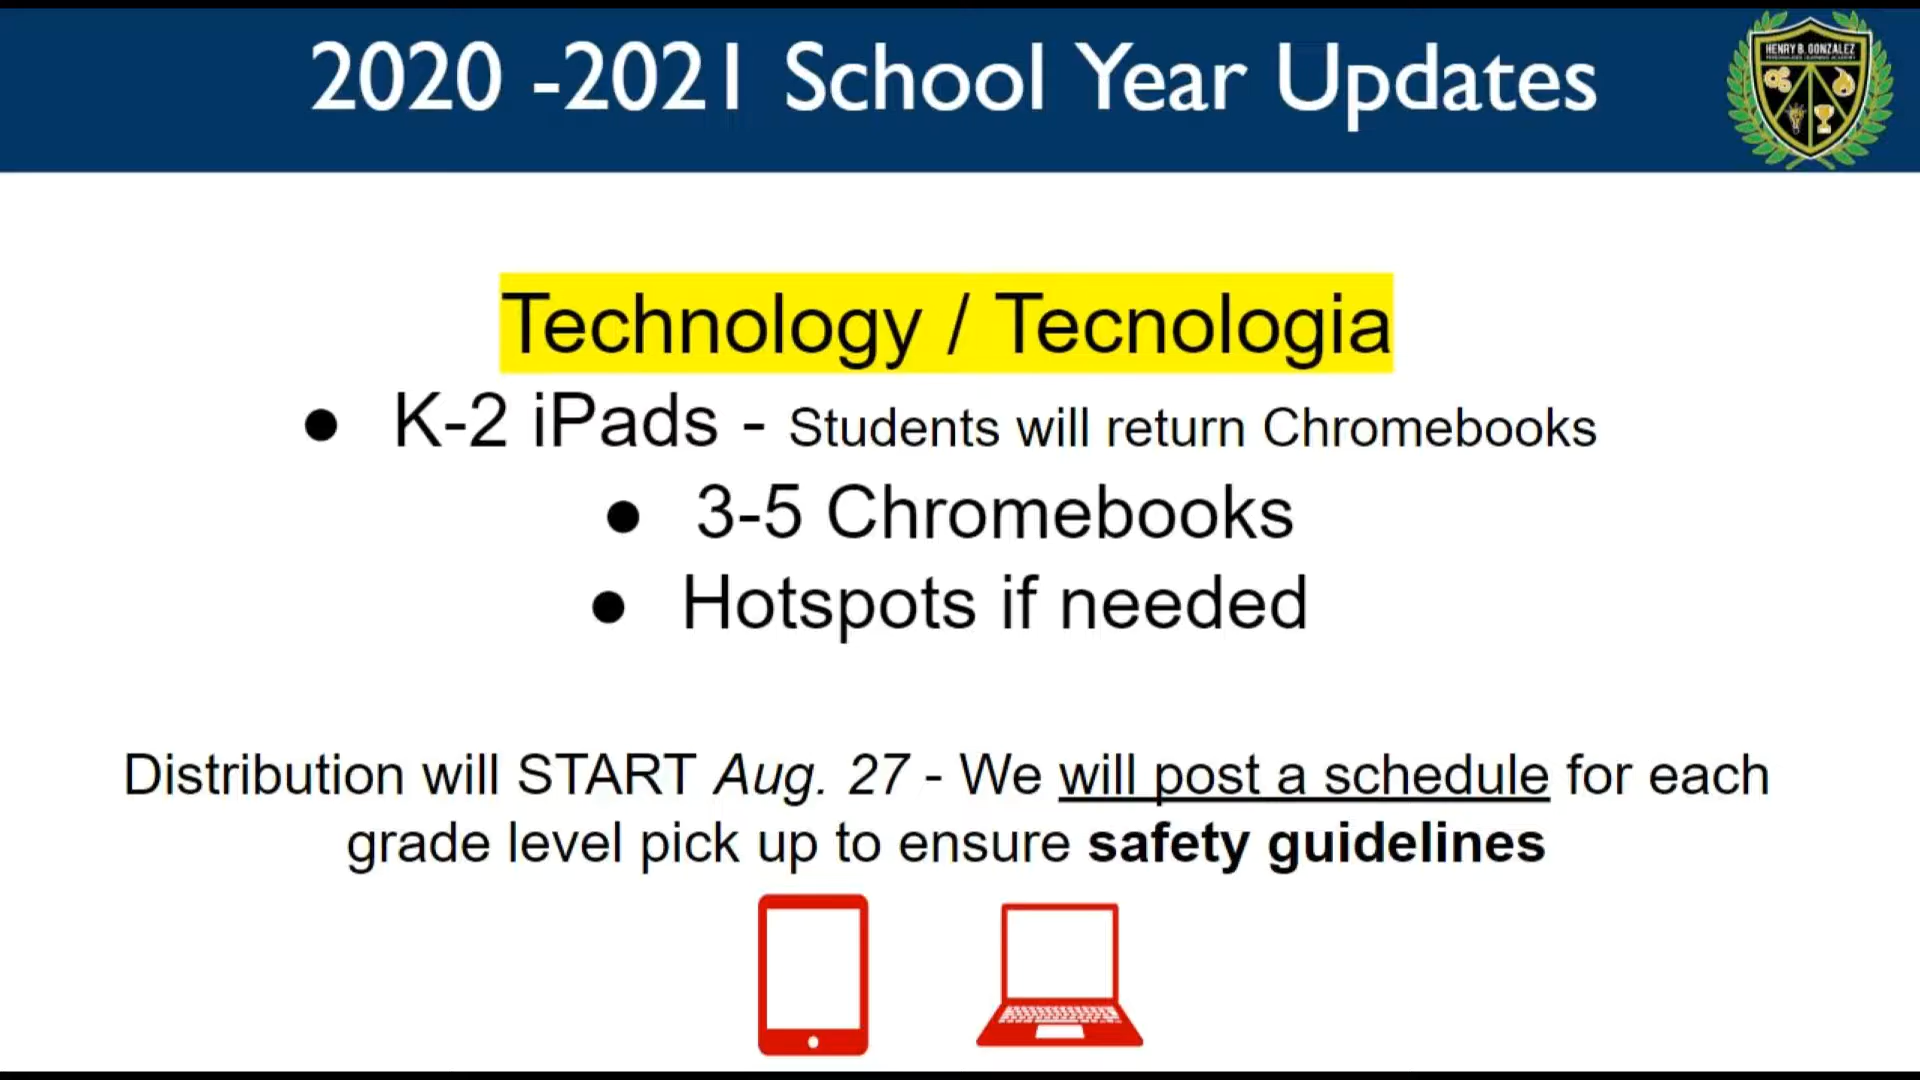 2020 -2021 School Year Updates
HENRY B. GONZALEZ
Technology / Tecnologia
● K-2 iPads - Students will return Chromebooks
● 3-5 Chromebooks
● Hotspots if needed
Distribution will START Aug. 27 - We will post a schedule for each
grade level pick up to ensure safety guidelines